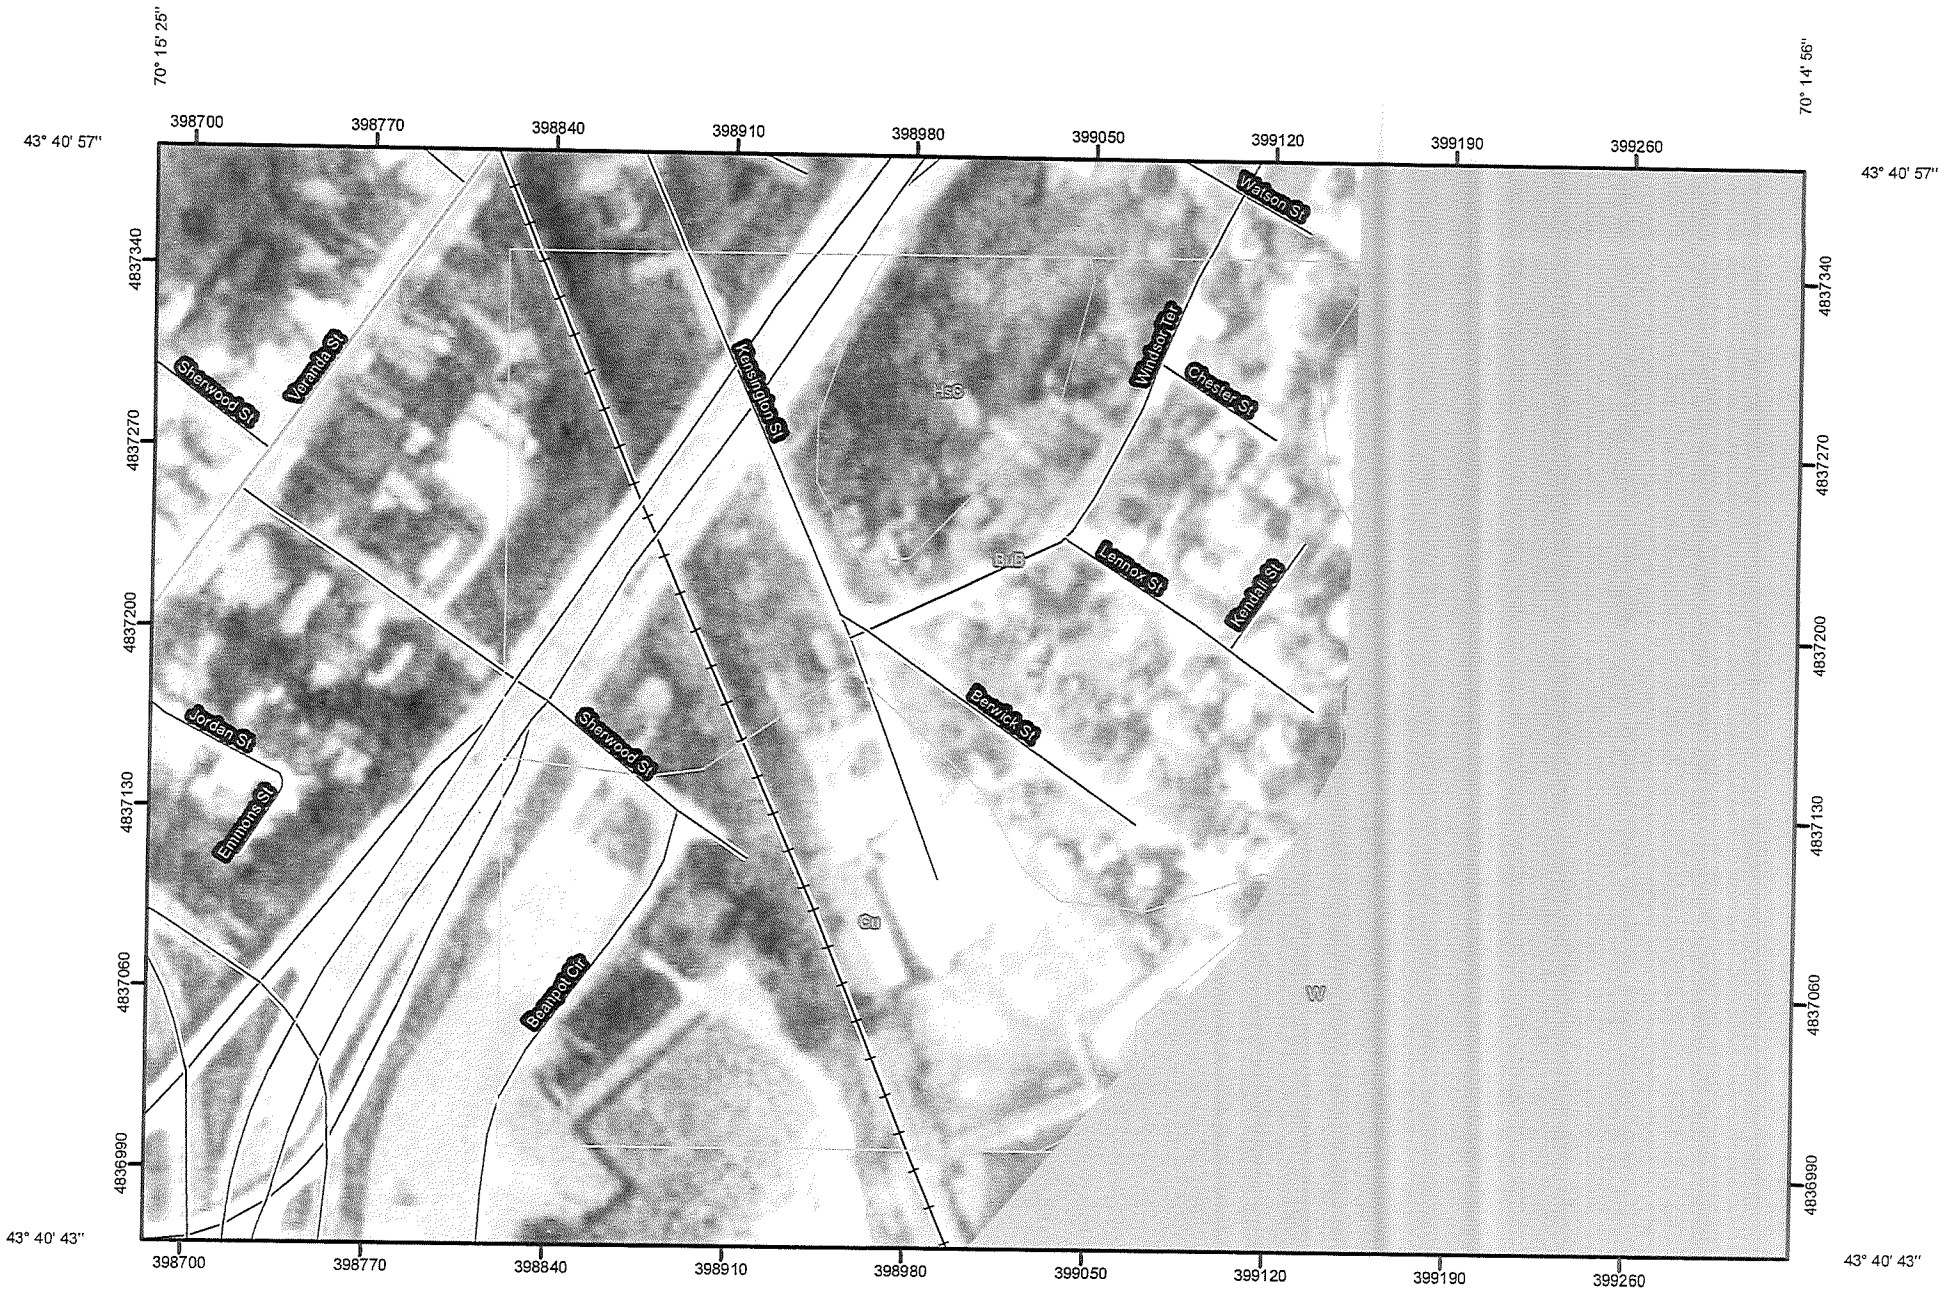 70° 15' 25"
70° 14' 56"
43° 40' 57"
398700
398770
398840
398910
398980
399050
399120
399190
399260
43° 40' 57"
4837340
4837340
Watson St
Windsor Ter
Veranda St
Sherwood St
Kensington St
Chester St
HsC
4837270
4837270
BuB
Lennox St
Kendall St
4837200
4837200
Berwick St
Jordan St
Sherwood St
Emmons St
4837130
4837130
Cu
Beanpot Cir
W
4837060
4837060
4836990
4836990
43° 40' 43"
398700
398770
398840
398910
398980
399050
399120
399190
399260
43° 40' 43"